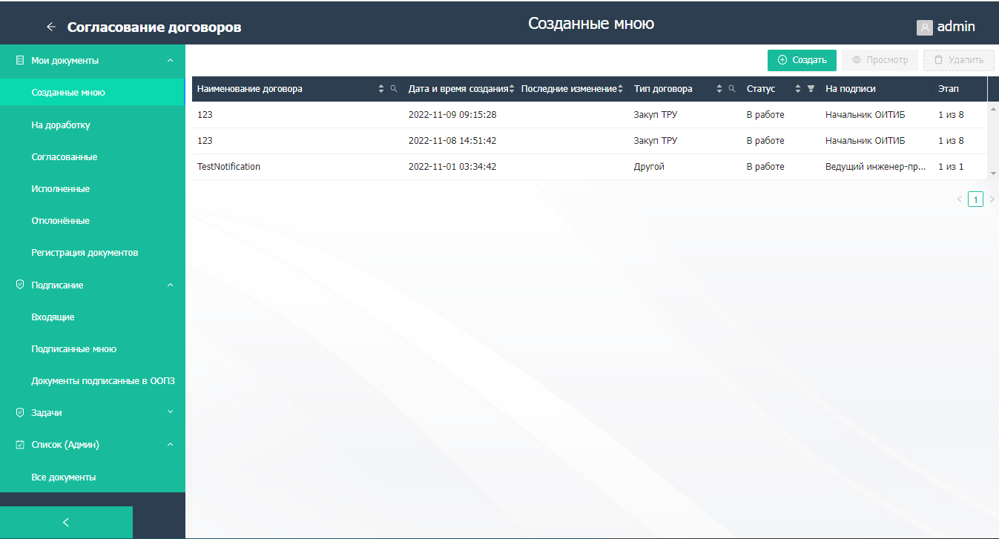 Согласование договоров
Созданные мною
admin
Мои документы
Созданные мною
На доработку
Согласованные
Исполненные
Отклонённые
Регистрация документов
Подписание
Входящие
Подписанные мною
Документы подписанные в ООПЗ
Задачи
Список (Админ)
Все документы
Создать Просмотр Удалить
Наименование договора Дата и время создания Последние изменение Тип договора Статус На подписи Этап
123 2022-11-09 09:15:28 Закуп ТРУ В работе Начальник ОИТИБ 1 из 8
123 2022-11-08 14:51:42 Закуп ТРУ В работе Начальник ОИТИБ 1 из 8
TestNotification 2022-11-01 03:34:42 Другой В работе Ведущий инженер-пр... 1 из 1
1